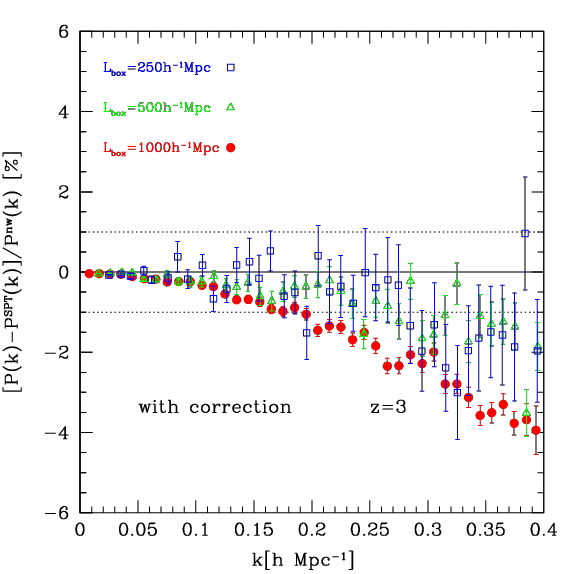 [P(k)−Pˢᴾᵀ(k)]/Pⁿʷ(k) [%]
6
4
2
0
−2
−4
−6
L_box=250h⁻¹Mpc
L_box=500h⁻¹Mpc
L_box=1000h⁻¹Mpc
with correction z=3
0 0.05 0.1 0.15 0.2 0.25 0.3 0.35 0.4
k[h Mpc⁻¹]